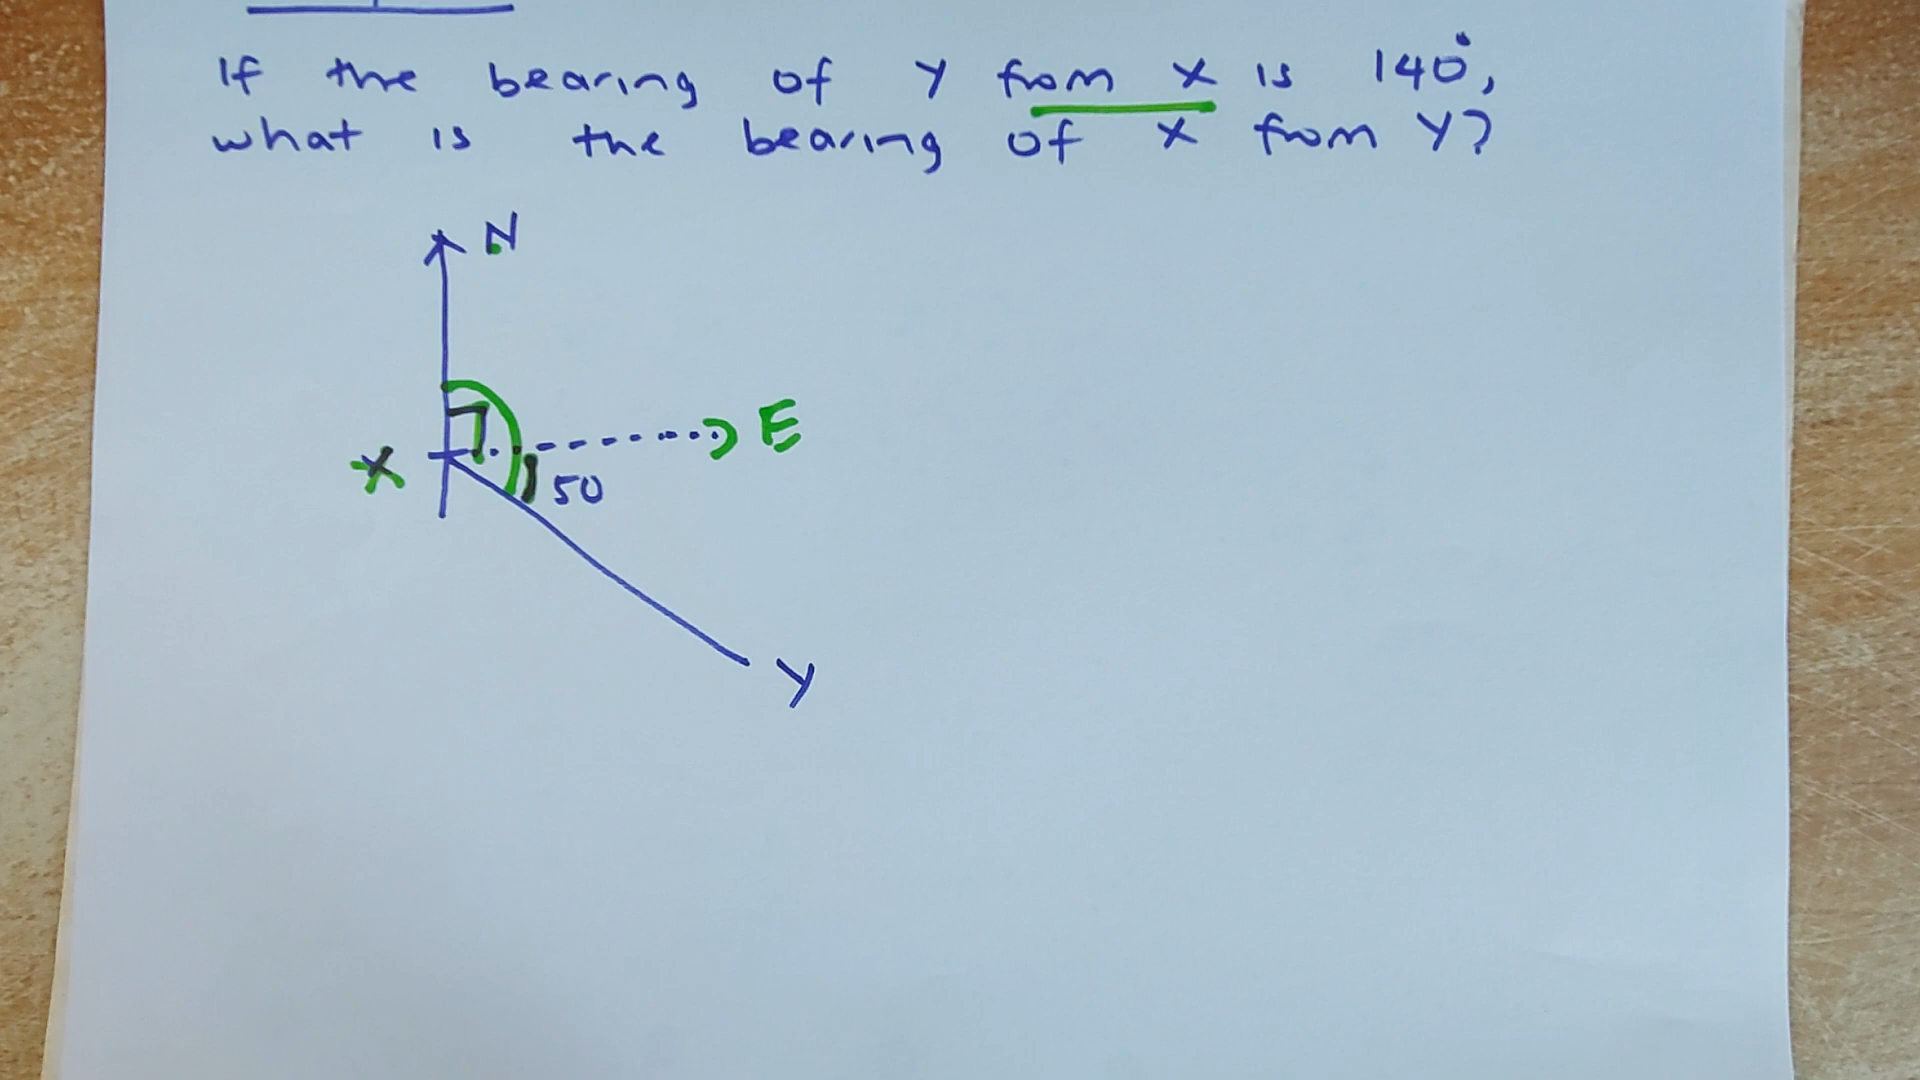 If the bearing of Y from X is 140°,
what is the bearing of X from Y?
N
E
X
50
Y